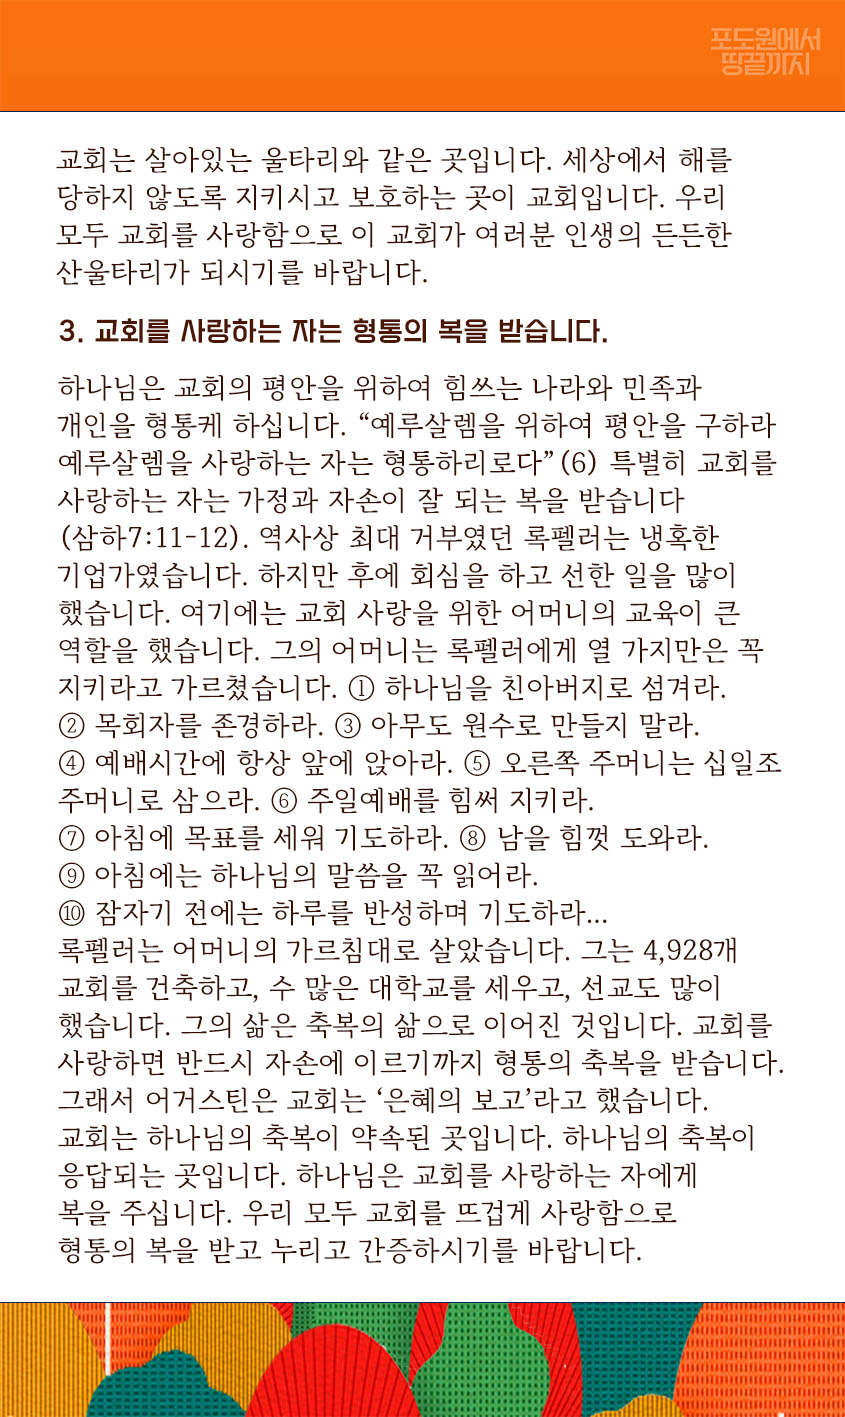 포도원에서
땅끝까지
교회는 살아있는 울타리와 같은 곳입니다. 세상에서 해를
당하지 않도록 지키시고 보호하는 곳이 교회입니다. 우리
모두 교회를 사랑함으로 이 교회가 여러분 인생의 든든한
산울타리가 되시기를 바랍니다.
3. 교회를 사랑하는 자는 형통의 복을 받습니다.
하나님은 교회의 평안을 위하여 힘쓰는 나라와 민족과
개인을 형통케 하십니다. “예루살렘을 위하여 평안을 구하라
예루살렘을 사랑하는 자는 형통하리로다”(6) 특별히 교회를
사랑하는 자는 가정과 자손이 잘 되는 복을 받습니다
(삼하7:11-12). 역사상 최대 거부였던 록펠러는 냉혹한
기업가였습니다. 하지만 후에 회심을 하고 선한 일을 많이
했습니다. 여기에는 교회 사랑을 위한 어머니의 교육이 큰
역할을 했습니다. 그의 어머니는 록펠러에게 열 가지만은 꼭
지키라고 가르쳤습니다. ① 하나님을 친아버지로 섬겨라.
② 목회자를 존경하라. ③ 아무도 원수로 만들지 말라.
④ 예배시간에 항상 앞에 앉아라. ⑤ 오른쪽 주머니는 십일조
주머니로 삼으라. ⑥ 주일예배를 힘써 지키라.
⑦ 아침에 목표를 세워 기도하라. ⑧ 남을 힘껏 도와라.
⑨ 아침에는 하나님의 말씀을 꼭 읽어라.
⑩ 잠자기 전에는 하루를 반성하며 기도하라...
록펠러는 어머니의 가르침대로 살았습니다. 그는 4,928개
교회를 건축하고, 수 많은 대학교를 세우고, 선교도 많이
했습니다. 그의 삶은 축복의 삶으로 이어진 것입니다. 교회를
사랑하면 반드시 자손에 이르기까지 형통의 축복을 받습니다.
그래서 어거스틴은 교회는 ‘은혜의 보고’라고 했습니다.
교회는 하나님의 축복이 약속된 곳입니다. 하나님의 축복이
응답되는 곳입니다. 하나님은 교회를 사랑하는 자에게
복을 주십니다. 우리 모두 교회를 뜨겁게 사랑함으로
형통의 복을 받고 누리고 간증하시기를 바랍니다.